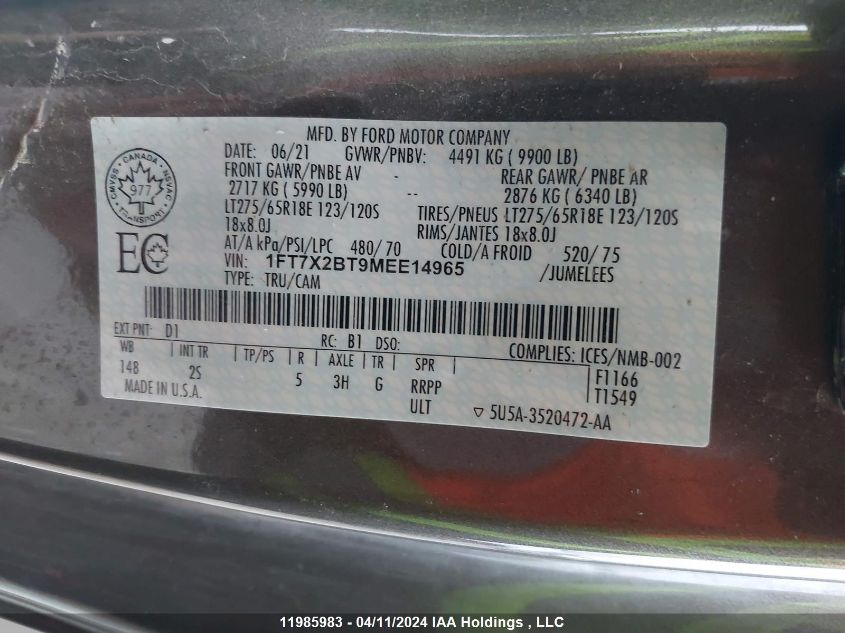 MFD. BY FORD MOTOR COMPANY
DATE: 06/21 GVWR/PNBV: 4491 KG ( 9900 LB)
FRONT GAWR/PNBE AV - REAR GAWR/ PNBE AR
2717 KG ( 5990 LB) -- 2876 KG ( 6340 LB)
LT275/65R18E 123/120S TIRES/PNEUS LT275/65R18E 123/120S
18x8.0J RIMS/JANTES 18x8.0J
AT/A kPa/PSI/LPC 480/ 70 COLD/A FROID 520/ 75
VIN: 1FT7X2BT9MEE14965 /JUMELEES
TYPE: TRU/CAM
CANADA
NSVAC
TRANSPORT
CMVSS
977
EC
EXT PNT: D1 RC: B1 DSO: COMPLIES: ICES/NMB-002
WB INT TR TP/PS R AXLE TR SPR F1166
148 2S 5 3H G RRPP T1549
MADE IN U.S.A. ULT 5U5A-3520472-AA
11985983 - 04/11/2024 IAA Holdings , LLC